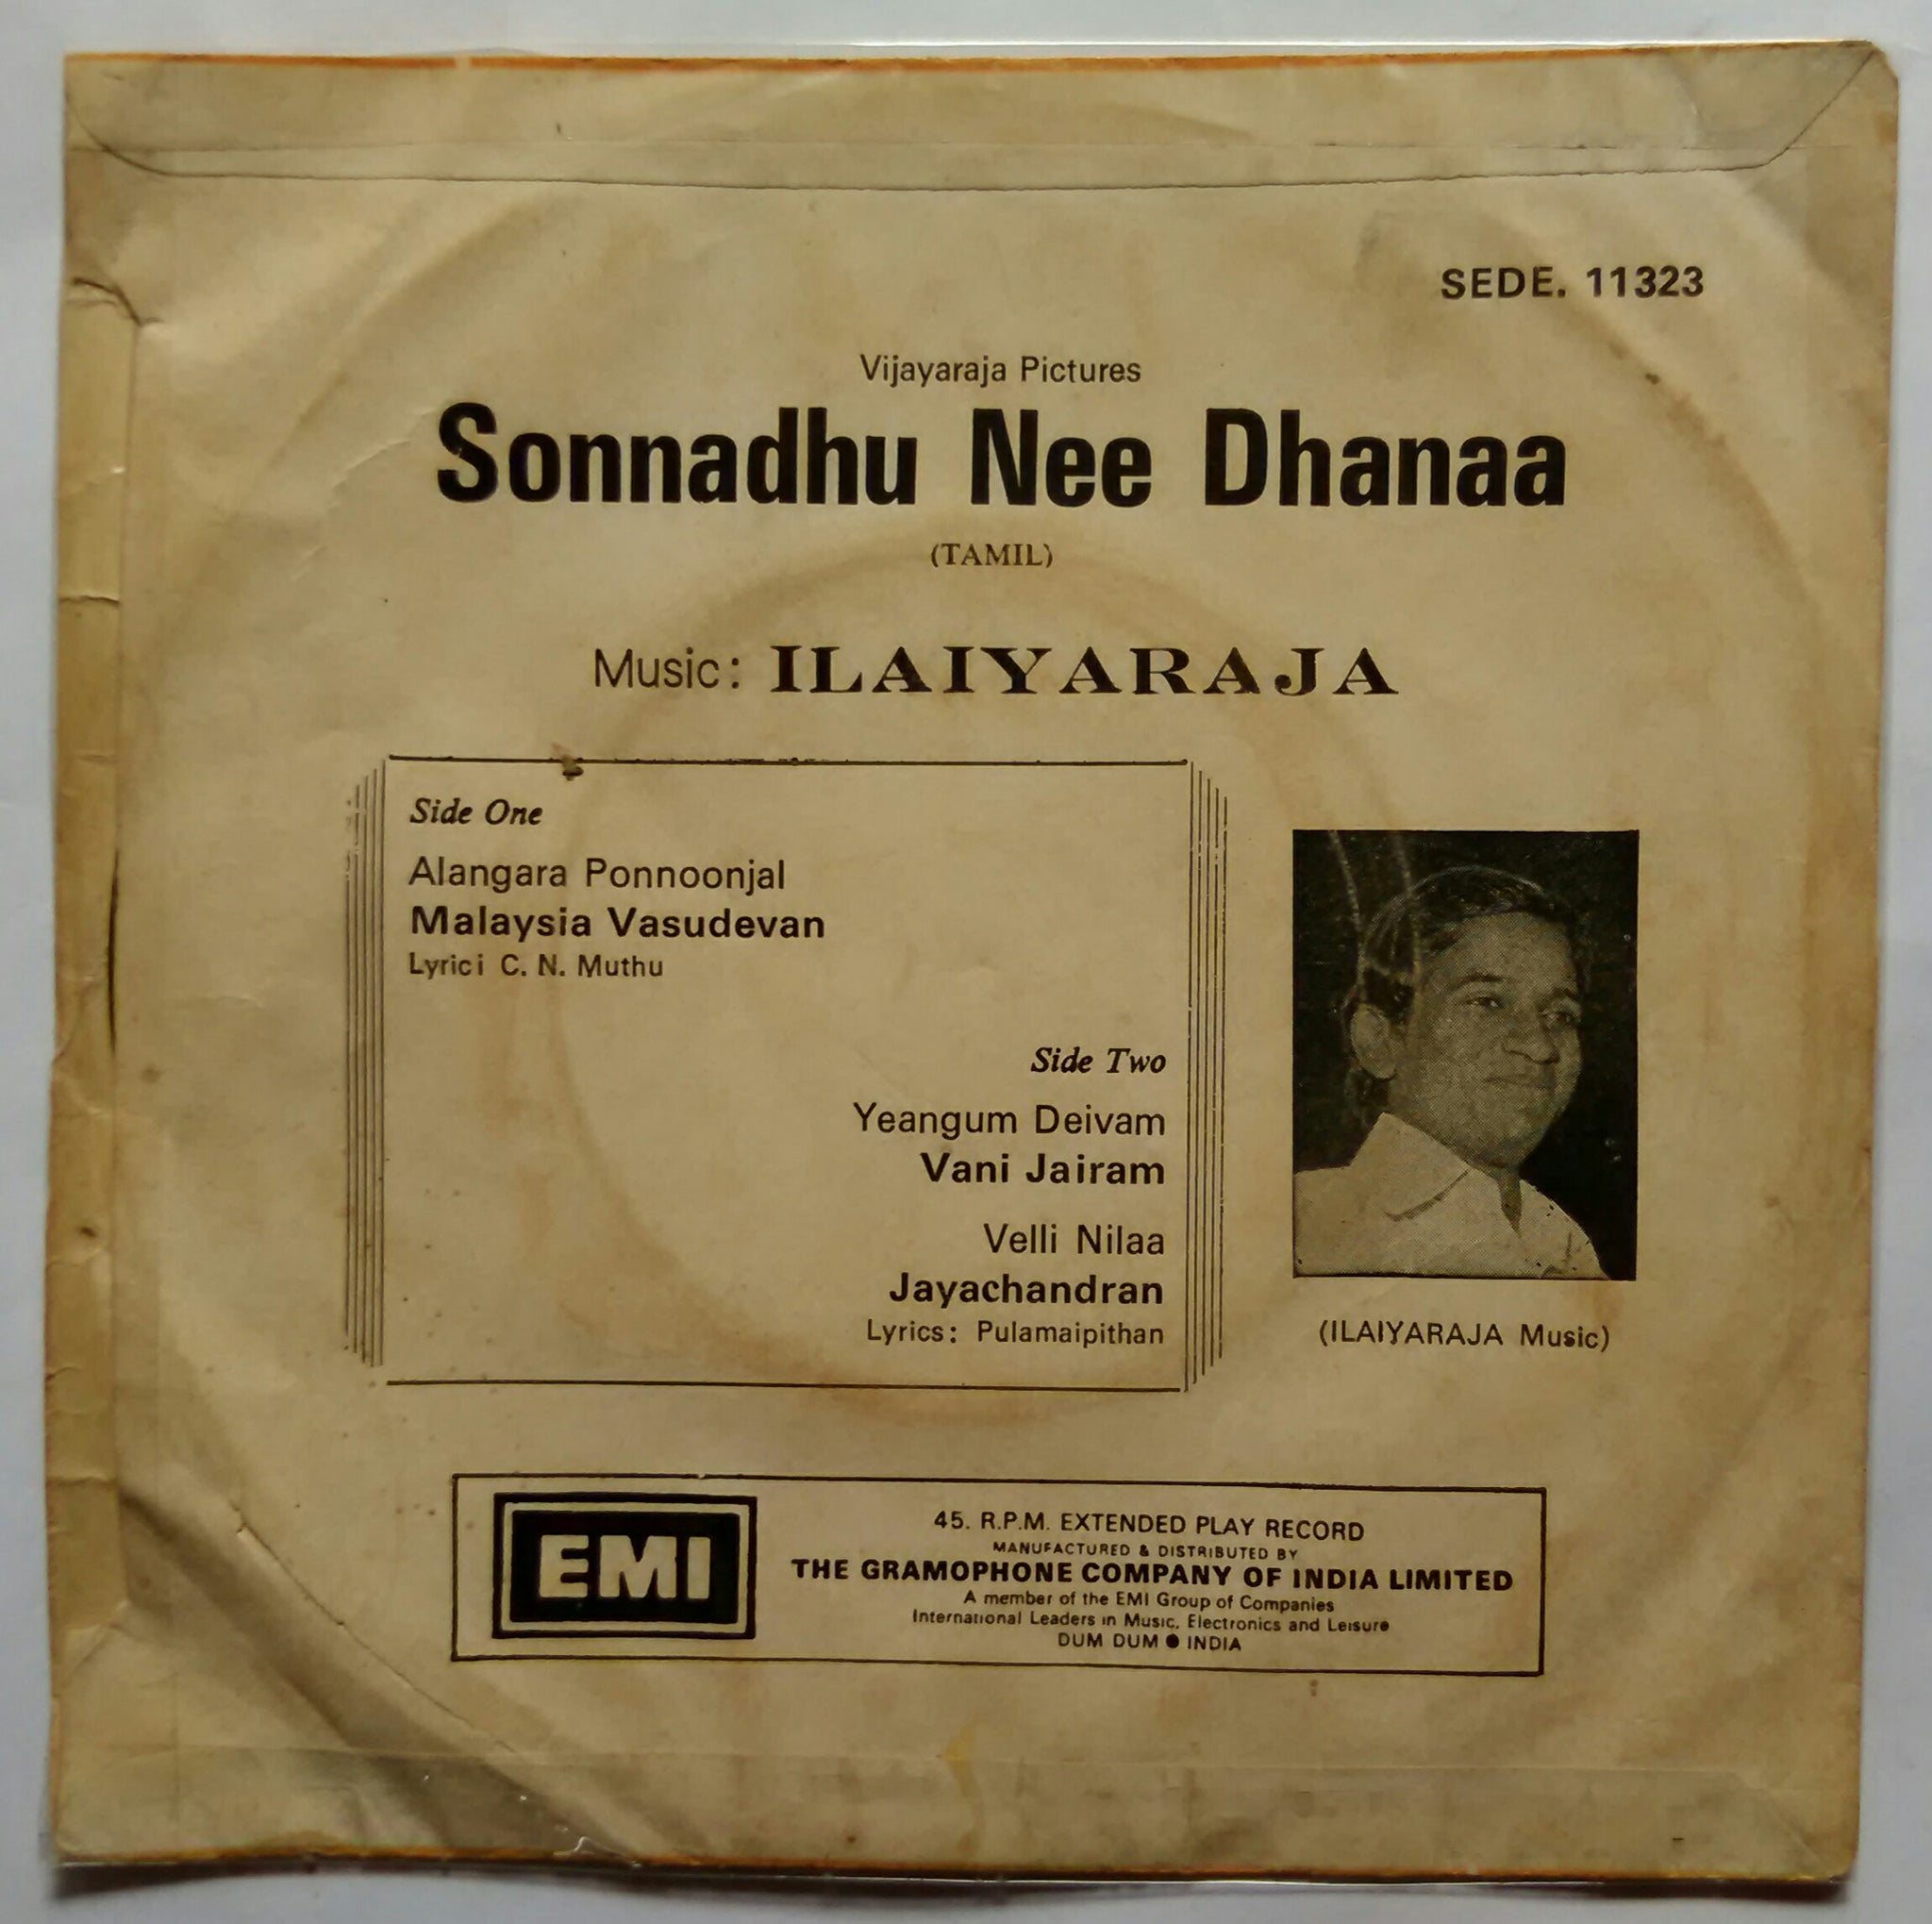 SEDE. 11323
Vijayaraja Pictures
Sonnadhu Nee Dhanaa
(TAMIL)
Music: ILAIYARAJA
Side One
Alangara Ponnoonjal
Malaysia Vasudevan
Lyrici C. N. Muthu
Side Two
Yeangum Deivam
Vani Jairam
Velli Nilaa
Jayachandran
Lyrics: Pulamaipithan
(ILAIYARAJA Music)
EMI
45. R.P.M. EXTENDED PLAY RECORD
MANUFACTURED & DISTRIBUTED BY
THE GRAMOPHONE COMPANY OF INDIA LIMITED
A member of the EMI Group of Companies
International Leaders in Music, Electronics and Leisure
DUM DUM ● INDIA